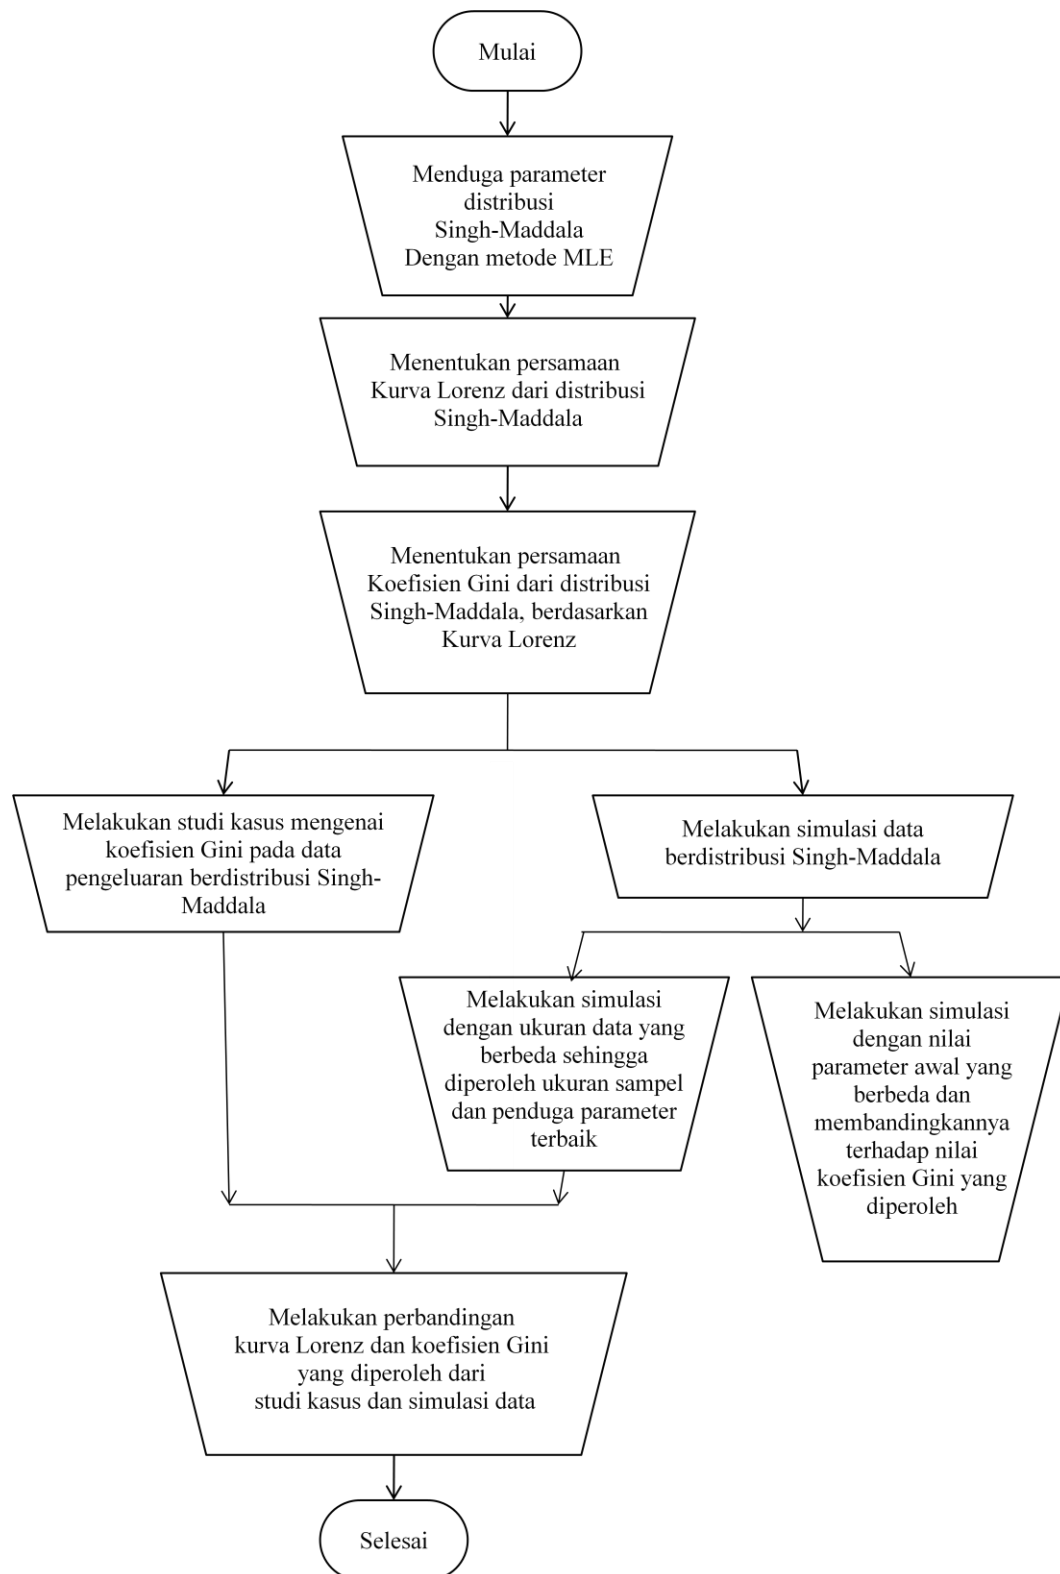 Mulai
Menduga parameter
distribusi
Singh-Maddala
Dengan metode MLE
Menentukan persamaan
Kurva Lorenz dari distribusi
Singh-Maddala
Menentukan persamaan
Koefisien Gini dari distribusi
Singh-Maddala, berdasarkan
Kurva Lorenz
Melakukan studi kasus mengenai
koefisien Gini pada data
pengeluaran berdistribusi Singh-
Maddala
Melakukan simulasi data
berdistribusi Singh-Maddala
Melakukan simulasi
dengan ukuran data yang
berbeda sehingga
diperoleh ukuran sampel
dan penduga parameter
terbaik
Melakukan simulasi
dengan nilai
parameter awal yang
berbeda dan
membandingkannya
terhadap nilai
koefisien Gini yang
diperoleh
Melakukan perbandingan
kurva Lorenz dan koefisien Gini
yang diperoleh dari
studi kasus dan simulasi data
Selesai